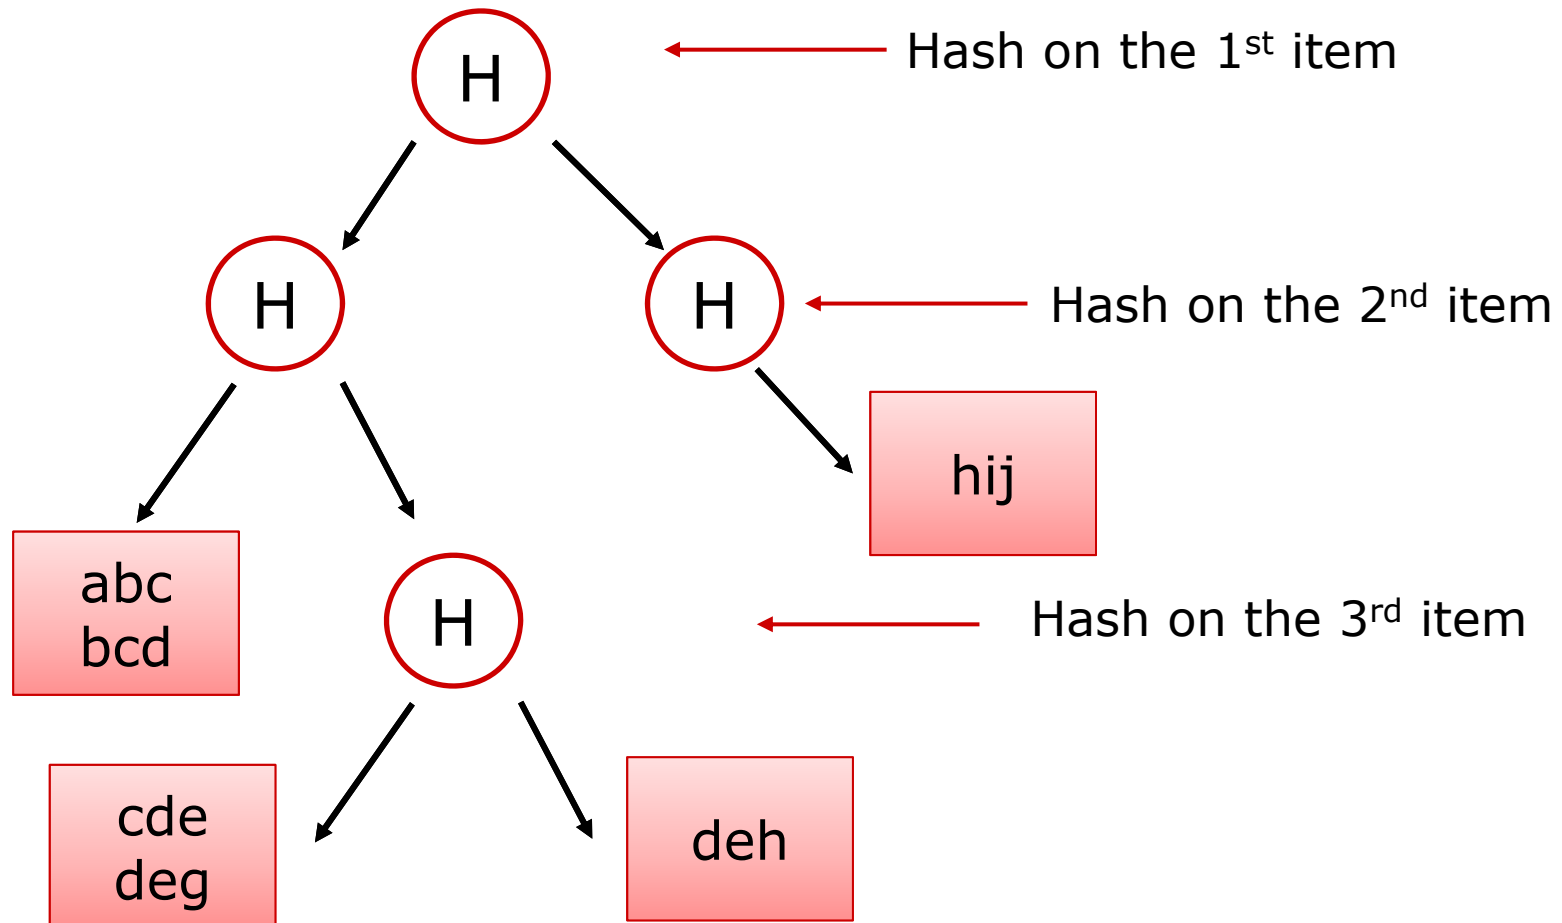 H
Hash on the 1st item
H
H
Hash on the 2nd item
hij
abc
bcd
H
Hash on the 3rd item
cde
deg
deh